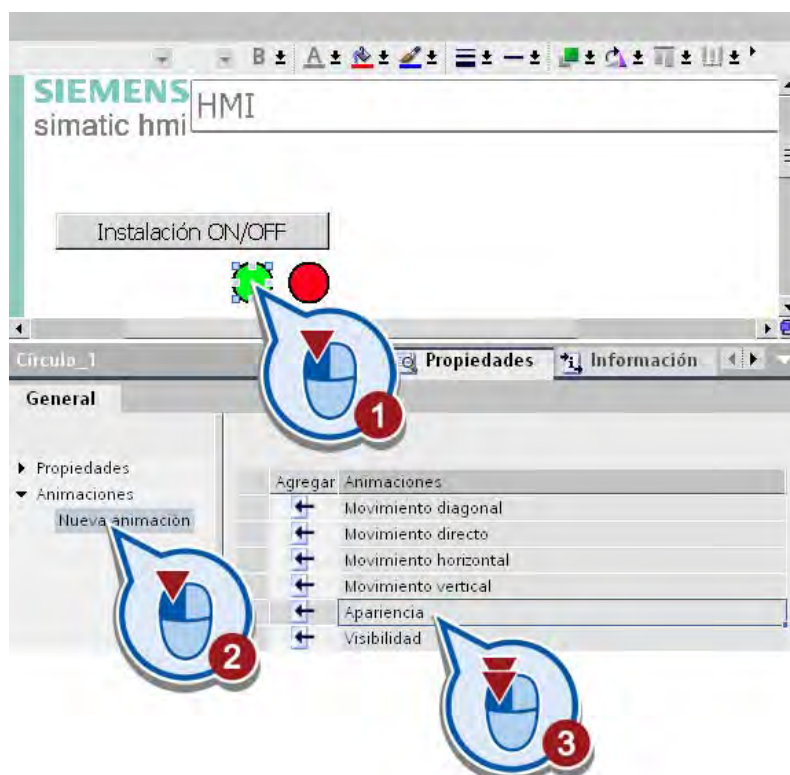 B A
SIEMENS
simatic hmi
HMI
Instalación ON/OFF
1
Círculo_1
Propiedades
Información
General
Propiedades
Animaciones
Nueva animación
2
Agregar Animaciones
Movimiento diagonal
Movimiento directo
Movimiento horizontal
Movimiento vertical
Apariencia
Visibilidad
3